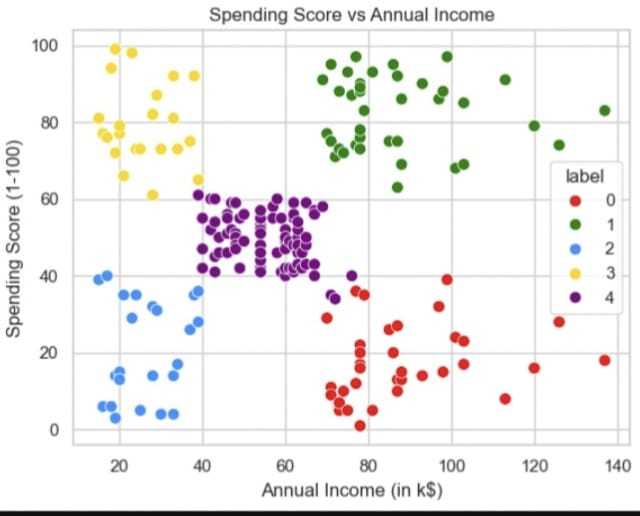 Spending Score vs Annual Income
100
80
60
40
20
0
Spending Score (1-100)
label
0
1
2
3
4
20 40 60 80 100 120 140
Annual Income (in k$)